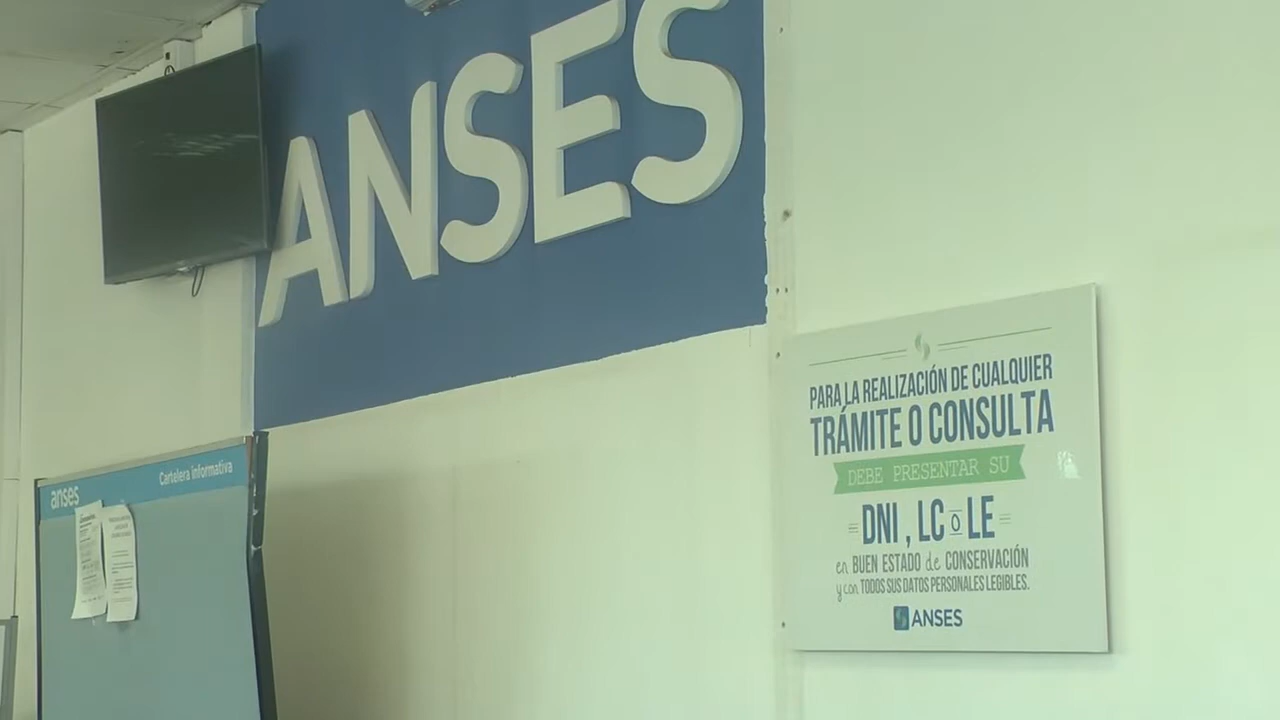 ANSES
PARA LA REALIZACIÓN DE CUALQUIER
TRÁMITE O CONSULTA
DEBE PRESENTAR SU
DNI , LC o LE
en BUEN ESTADO de CONSERVACIÓN
y con TODOS SUS DATOS PERSONALES LEGIBLES.
ANSES
anses
Cartelera informativa